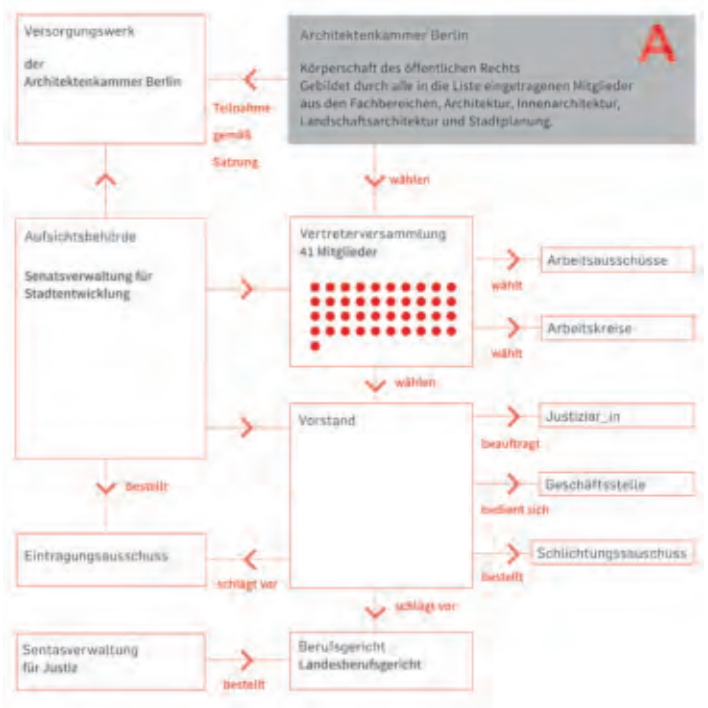 Versorgungswerk
der
Architektenkammer Berlin
Architektenkammer Berlin
A
Körperschaft des öffentlichen Rechts
Gebildet durch alle in die Liste eingetragenen Mitglieder
aus den Fachbereichen, Architektur, Innenarchitektur,
Landschaftsarchitektur und Stadtplanung.
Teilnahme
gemäß
Satzung
wählen
Aufsichtsbehörde
Senatsverwaltung für
Stadtentwicklung
Vertreterversammlung
41 Mitglieder
Arbeitsausschüsse
wählt
Arbeitskreise
wählt
wählen
Vorstand
Justiziar_in
beauftragt
Geschäftsstelle
bedient sich
Schlichtungssauschuss
bestellt
bestellt
Eintragungsausschuss
schlägt vor
schlägt vor
Sentasverwaltung
für Justiz
bestellt
Berufsgericht
Landesberufsgericht